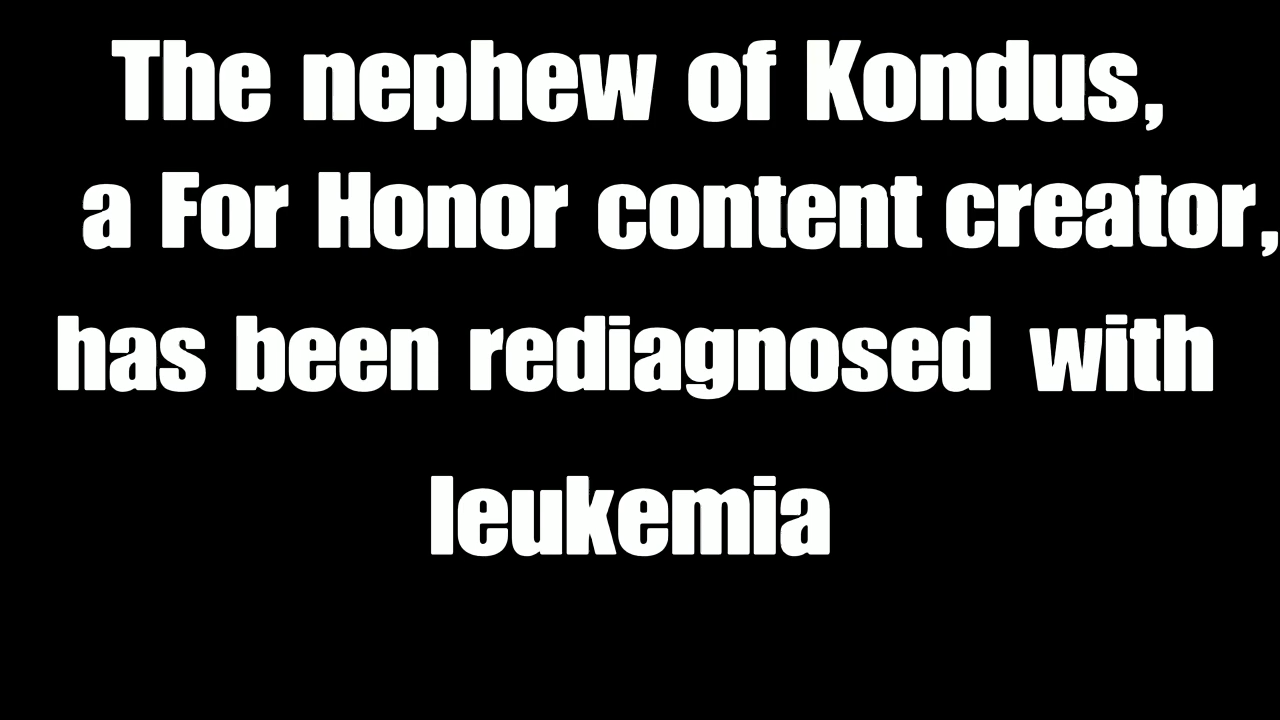 The nephew of Kondus,
a For Honor content creator,
has been rediagnosed with
leukemia